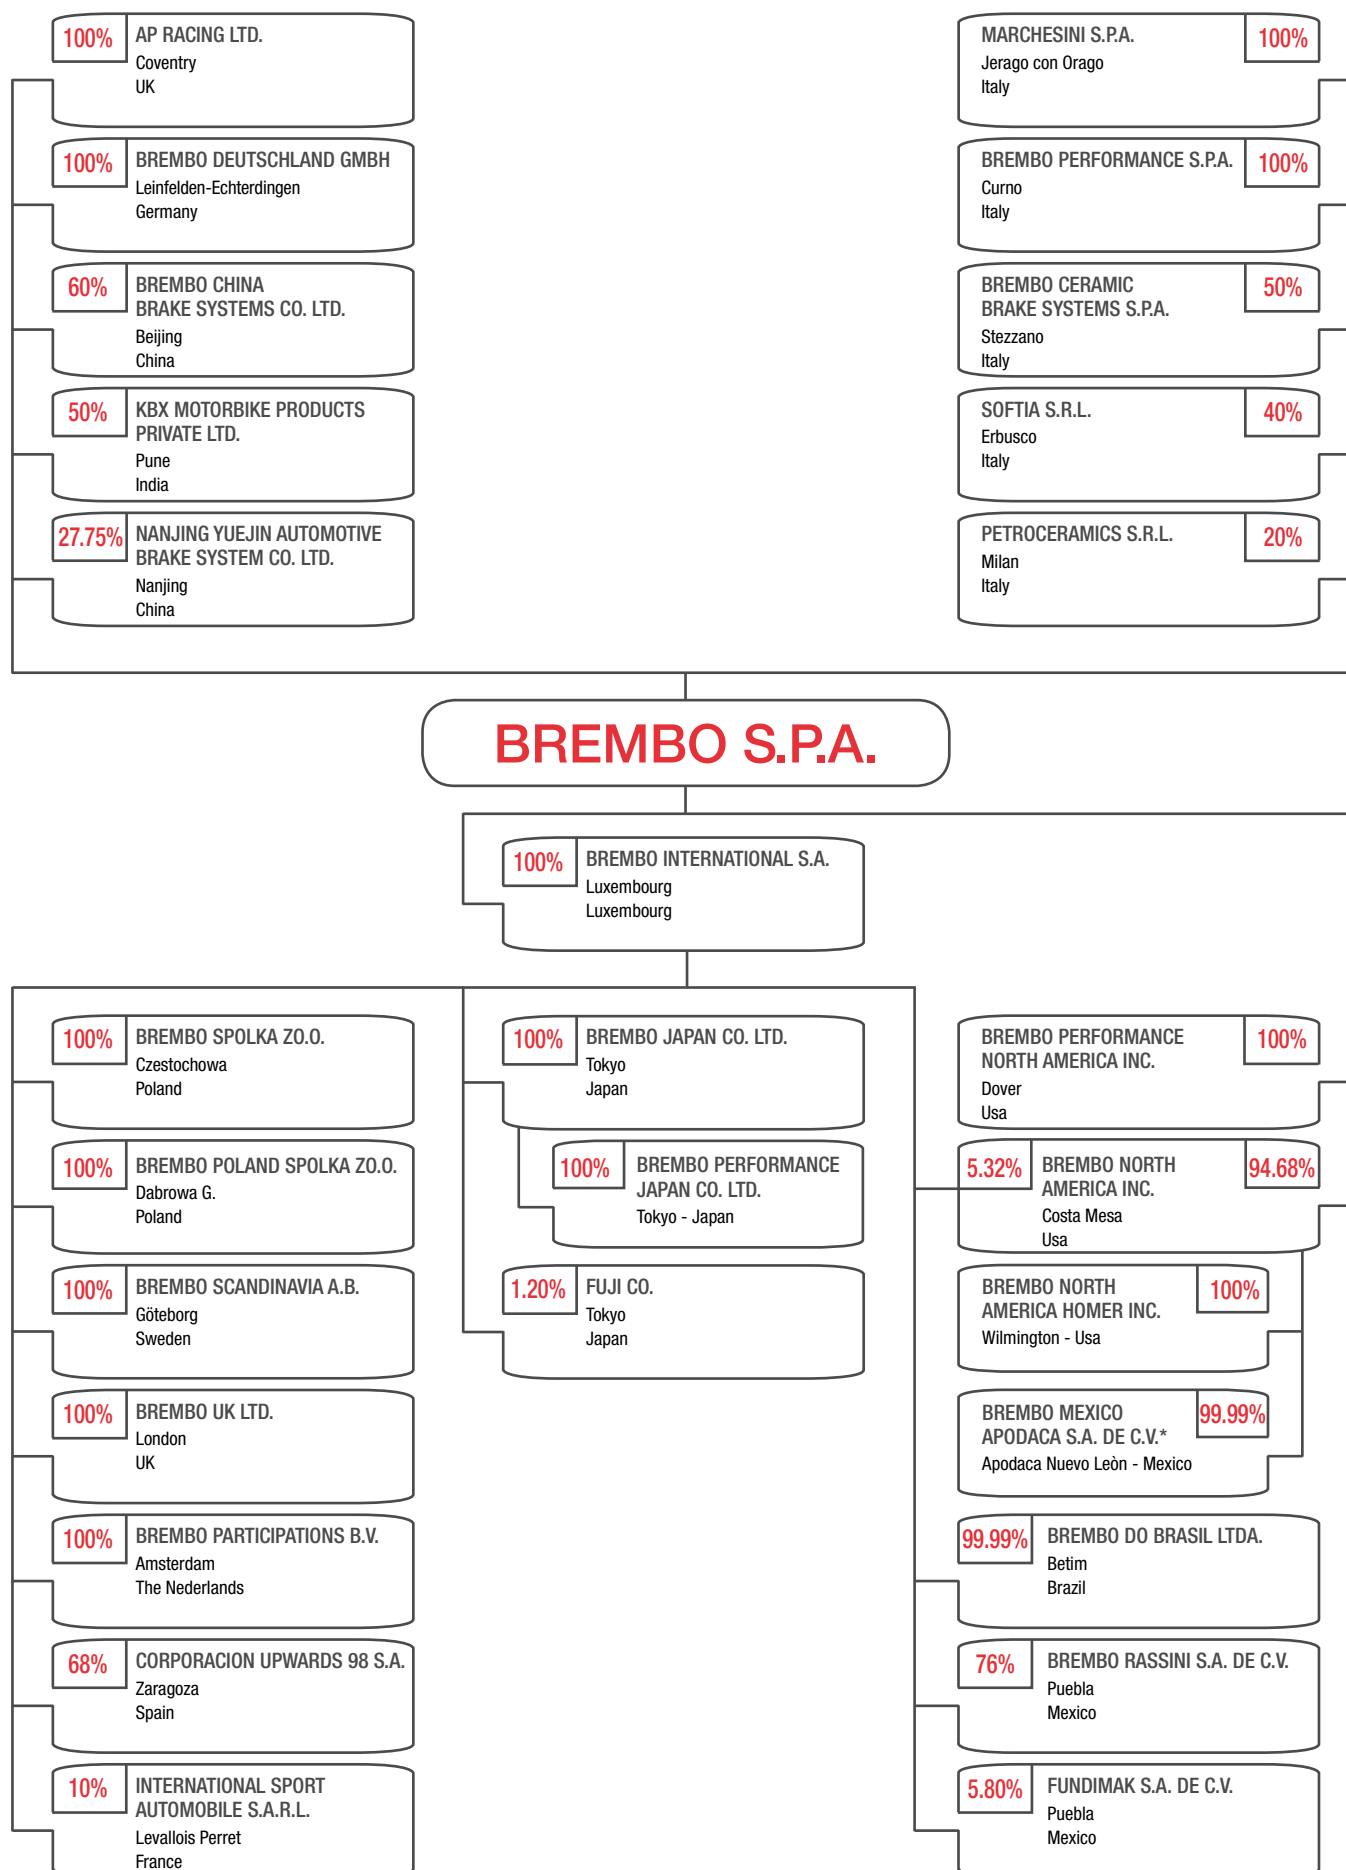 100%
AP RACING LTD.
Coventry
UK
100%
BREMBO DEUTSCHLAND GMBH
Leinfelden-Echterdingen
Germany
60%
BREMBO CHINA
BRAKE SYSTEMS CO. LTD.
Beijing
China
50%
KBX MOTORBIKE PRODUCTS
PRIVATE LTD.
Pune
India
27.75%
NANJING YUEJIN AUTOMOTIVE
BRAKE SYSTEM CO. LTD.
Nanjing
China
MARCHESINI S.P.A.
100%
Jerago con Orago
Italy
BREMBO PERFORMANCE S.P.A.
100%
Curno
Italy
BREMBO CERAMIC
BRAKE SYSTEMS S.P.A.
50%
Stezzano
Italy
SOFTIA S.R.L.
40%
Erbusco
Italy
PETROCERAMICS S.R.L.
20%
Milan
Italy
BREMBO S.P.A.
100%
BREMBO INTERNATIONAL S.A.
Luxembourg
Luxembourg
100%
BREMBO SPOLKA ZO.O.
Czestochowa
Poland
100%
BREMBO POLAND SPOLKA ZO.O.
Dabrowa G.
Poland
100%
BREMBO SCANDINAVIA A.B.
Göteborg
Sweden
100%
BREMBO UK LTD.
London
UK
100%
BREMBO PARTICIPATIONS B.V.
Amsterdam
The Nederlands
68%
CORPORACION UPWARDS 98 S.A.
Zaragoza
Spain
10%
INTERNATIONAL SPORT
AUTOMOBILE S.A.R.L.
Levallois Perret
France
100%
BREMBO JAPAN CO. LTD.
Tokyo
Japan
100%
BREMBO PERFORMANCE
JAPAN CO. LTD.
Tokyo - Japan
1.20%
FUJI CO.
Tokyo
Japan
BREMBO PERFORMANCE
NORTH AMERICA INC.
100%
Dover
Usa
5.32%
BREMBO NORTH
AMERICA INC.
94.68%
Costa Mesa
Usa
BREMBO NORTH
AMERICA HOMER INC.
100%
Wilmington - Usa
BREMBO MEXICO
APODACA S.A. DE C.V.*
99.99%
Apodaca Nuevo Leòn - Mexico
99.99%
BREMBO DO BRASIL LTDA.
Betim
Brazil
76%
BREMBO RASSINI S.A. DE C.V.
Puebla
Mexico
5.80%
FUNDIMAK S.A. DE C.V.
Puebla
Mexico